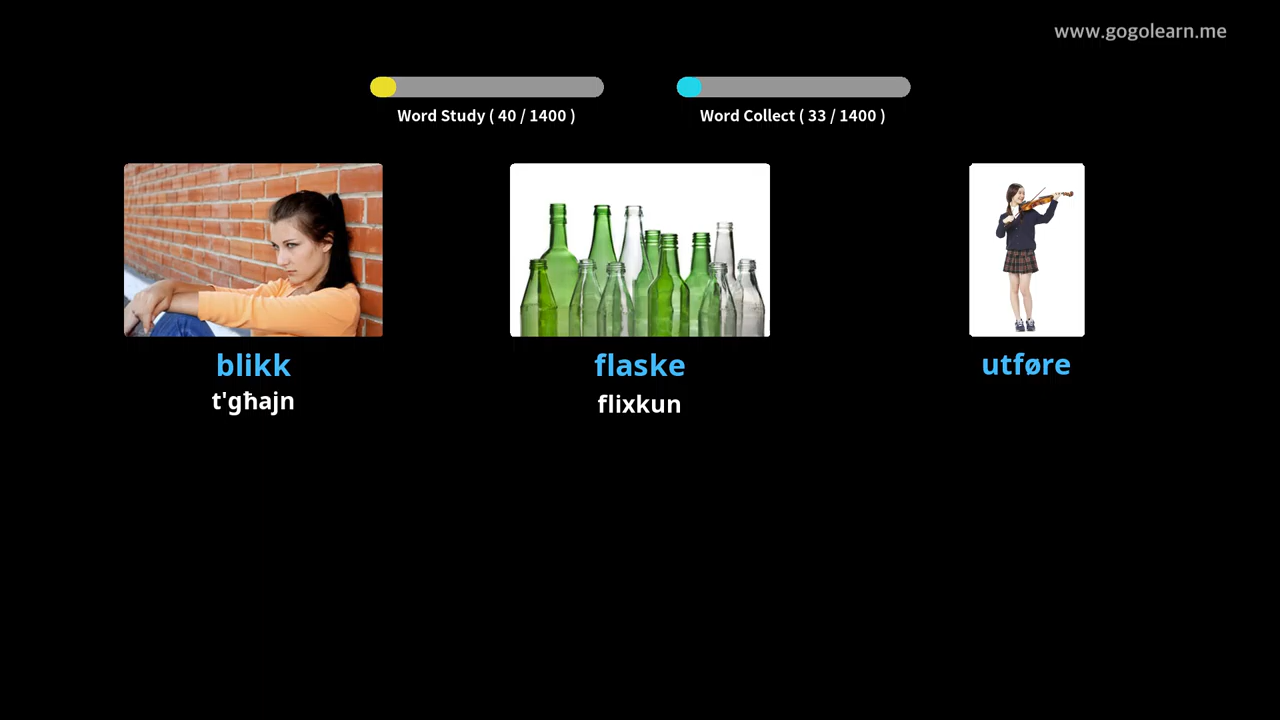 www.gogolearn.me
Word Study ( 40 / 1400 )
Word Collect ( 33 / 1400 )
blikk
t'għajn
flaske
flixkun
utføre